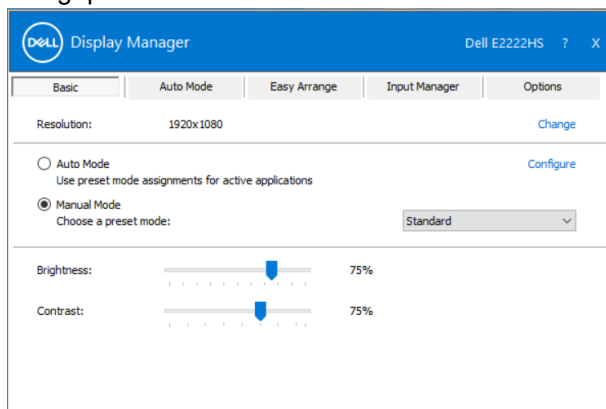 DELL Display Manager Dell E2222HS ? X
Basic Auto Mode Easy Arrange Input Manager Options
Resolution: 1920x1080 Change
Auto Mode Configure
Use preset mode assignments for active applications
Manual Mode
Choose a preset mode: Standard
Brightness: 75%
Contrast: 75%